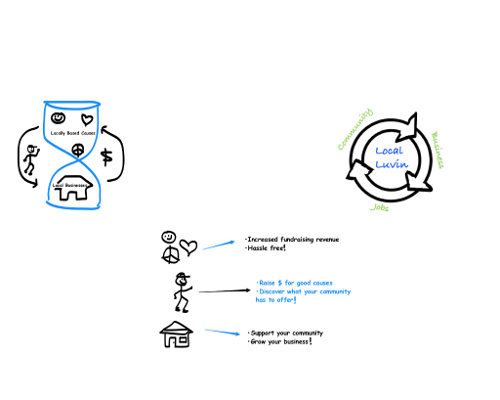 Locally Based Causes
$
Local Businesses
Community
Business
Jobs
Local
Luvin
•Increased fundraising revenue
•Hassle free!
•Raise $ for good causes
•Discover what your community
has to offer!
•Support your community
•Grow your business!